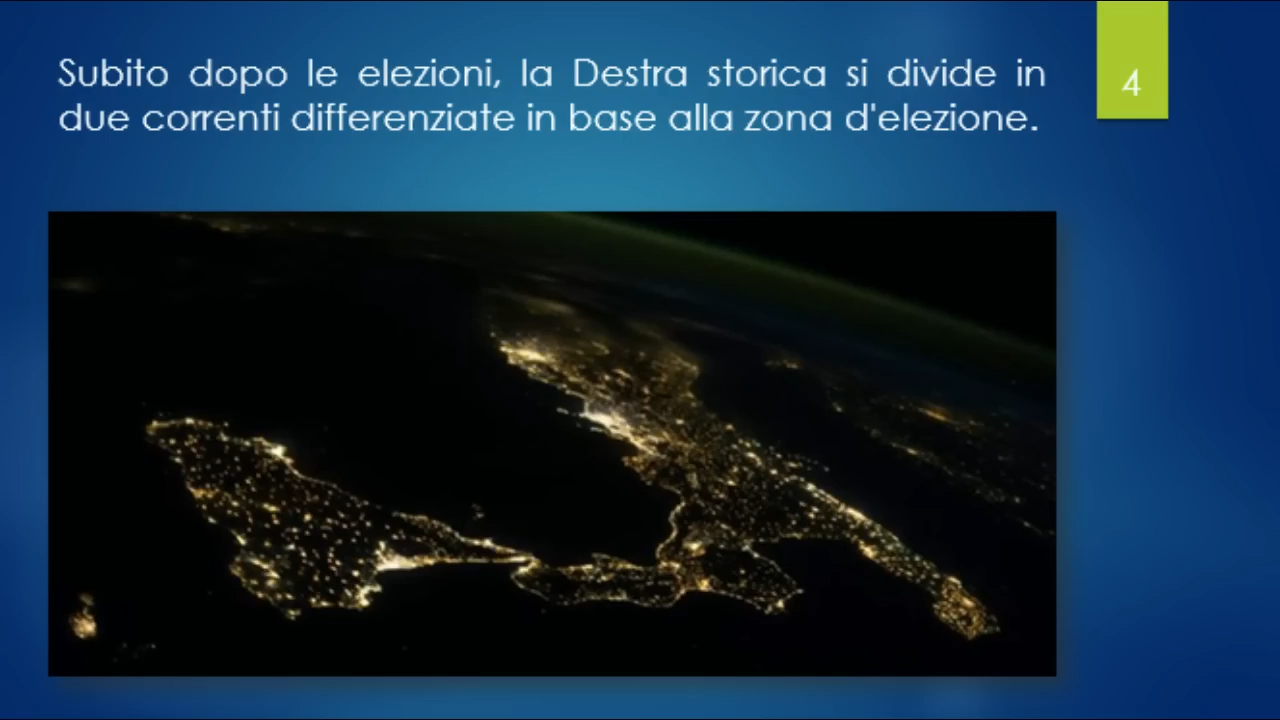 Subito dopo le elezioni, la Destra storica si divide in
due correnti differenziate in base alla zona d'elezione.
4